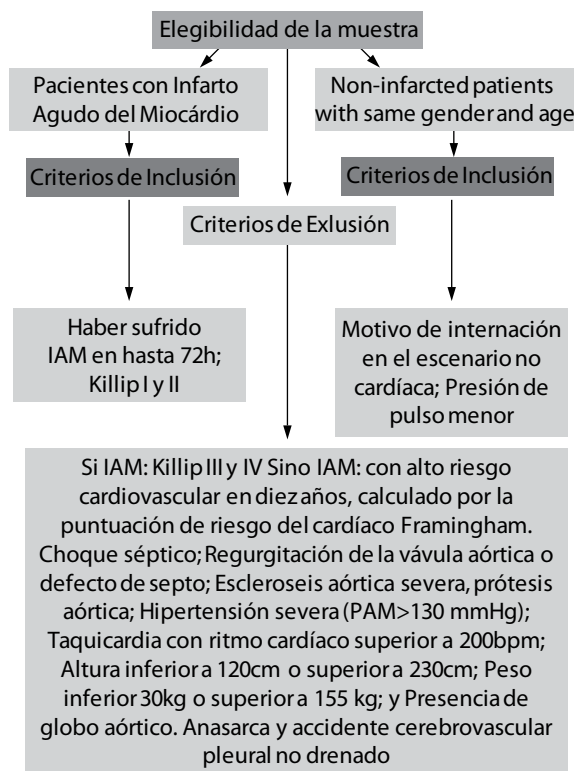 Elegibilidad de la muestra
Pacientes con Infarto
Agudo del Miocárdio
Non-infarcted patients
with same gender and age
Criterios de Inclusión
Criterios de Inclusión
Criterios de Exlusión
Haber sufrido
IAM en hasta 72h;
Killip I y II
Motivo de internación
en el escenario no
cardíaca; Presión de
pulso menor
Si IAM: Killip III y IV Sino IAM: con alto riesgo
cardiovascular en diez años, calculado por la
puntuación de riesgo del cardíaco Framingham.
Choque séptico; Regurgitación de la vávula aórtica o
defecto de septo; Escleroseis aórtica severa, prótesis
aórtica; Hipertensión severa (PAM>130 mmHg);
Taquicardia con ritmo cardíaco superior a 200bpm;
Altura inferior a 120cm o superior a 230cm; Peso
inferior 30kg o superior a 155 kg; y Presencia de
globo aórtico. Anasarca y accidente cerebrovascular
pleural no drenado